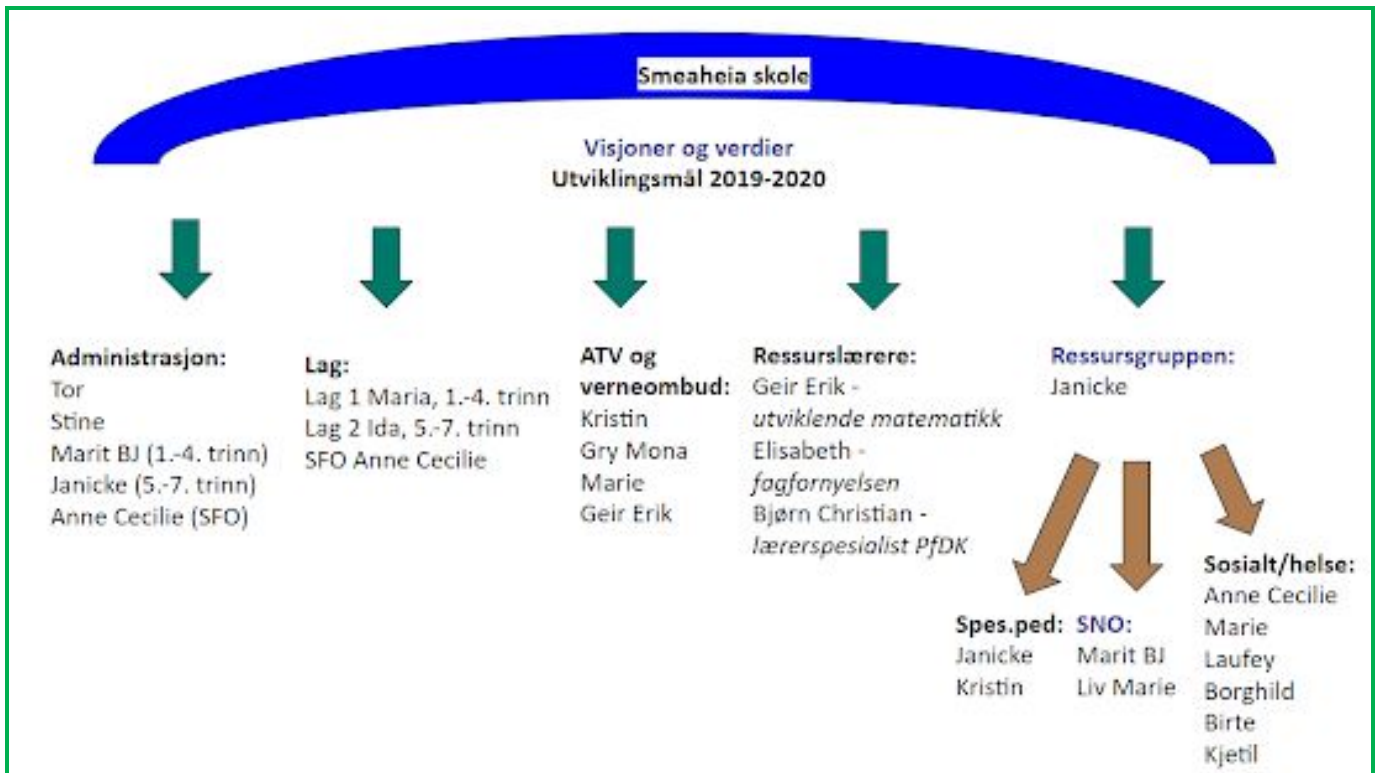 Smeaheia skole
Visjoner og verdier
Utviklingsmål 2019-2020
Administrasjon:
Tor
Stine
Marit BJ (1.-4. trinn)
Janicke (5.-7. trinn)
Anne Cecilie (SFO)
Lag:
Lag 1 Maria, 1.-4. trinn
Lag 2 Ida, 5.-7. trinn
SFO Anne Cecilie
ATV og
verneombud:
Kristin
Gry Mona
Marie
Geir Erik
Ressurslærere:
Geir Erik -
utviklende matematikk
Elisabeth -
fagfornyelsen
Bjørn Christian -
lærerspesialist PfDK
Ressursgruppen:
Janicke
Spes.ped:
Janicke
Kristin
SNO:
Marit BJ
Liv Marie
Sosialt/helse:
Anne Cecilie
Marie
Laufey
Borghild
Birte
Kjetil